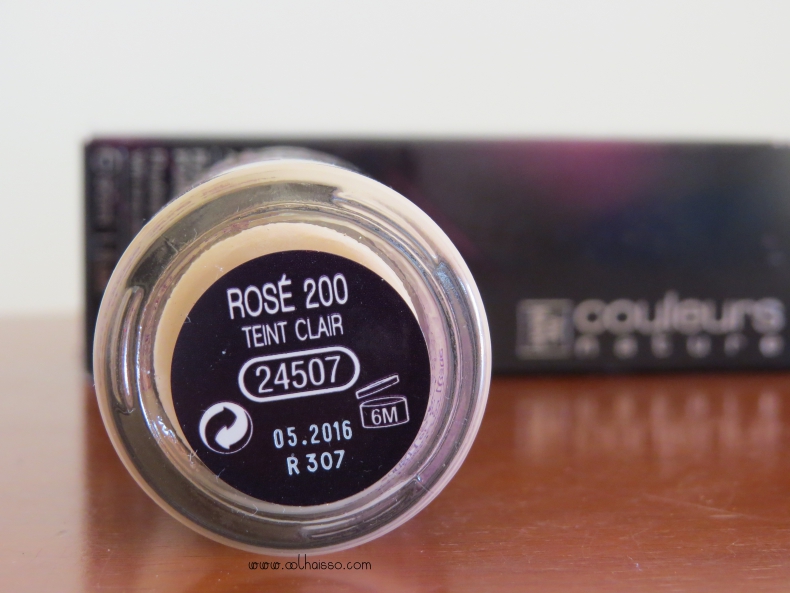 ROSÉ 200
TEINT CLAIR
24507
6M
05.2016
R 307
couleurs
nature
www.oolhaisso.com